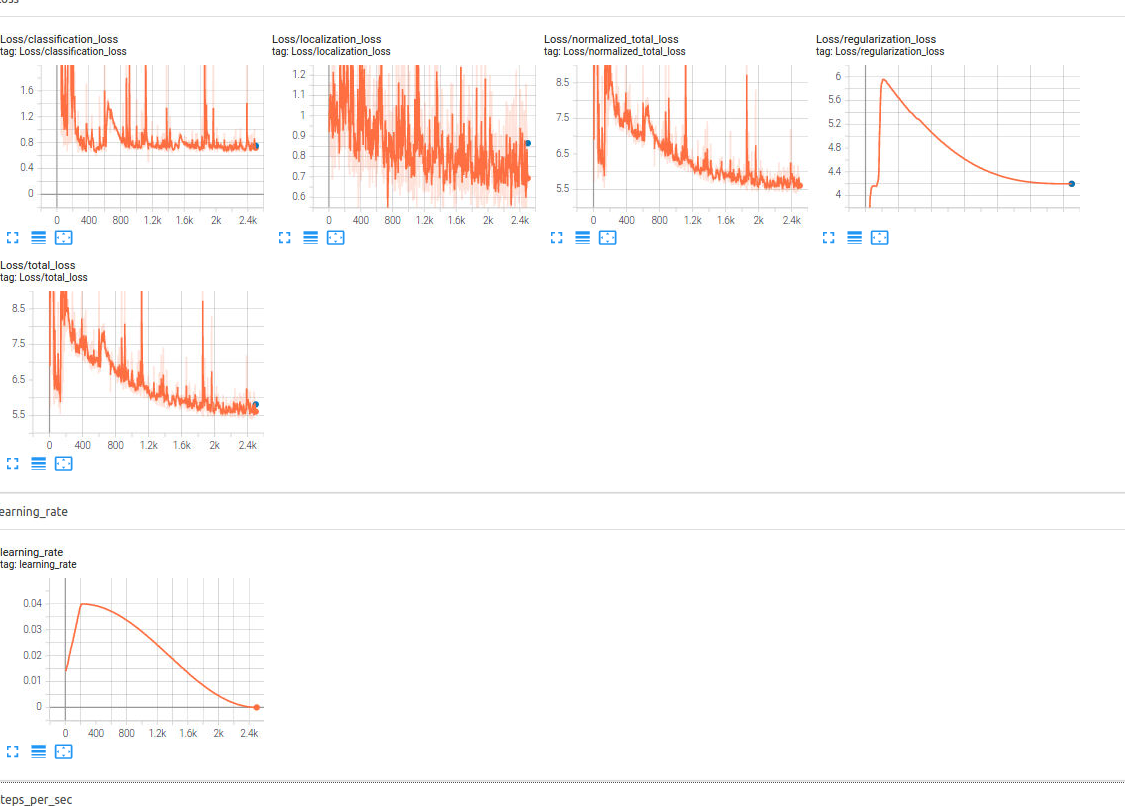 Loss/classification_loss
tag: Loss/classification_loss
1.6
1.2
0.8
0.4
0
0 400 800 1.2k 1.6k 2k 2.4k
Loss/localization_loss
tag: Loss/localization_loss
1.2
1.1
1
0.9
0.8
0.7
0.6
0 400 800 1.2k 1.6k 2k 2.4k
Loss/normalized_total_loss
tag: Loss/normalized_total_loss
8.5
7.5
6.5
5.5
0 400 800 1.2k 1.6k 2k 2.4k
Loss/regularization_loss
tag: Loss/regularization_loss
6
5.6
5.2
4.8
4.4
4
Loss/total_loss
tag: Loss/total_loss
8.5
7.5
6.5
5.5
0 400 800 1.2k 1.6k 2k 2.4k
earning_rate
learning_rate
tag: learning_rate
0.04
0.03
0.02
0.01
0
0 400 800 1.2k 1.6k 2k 2.4k
teps_per_sec